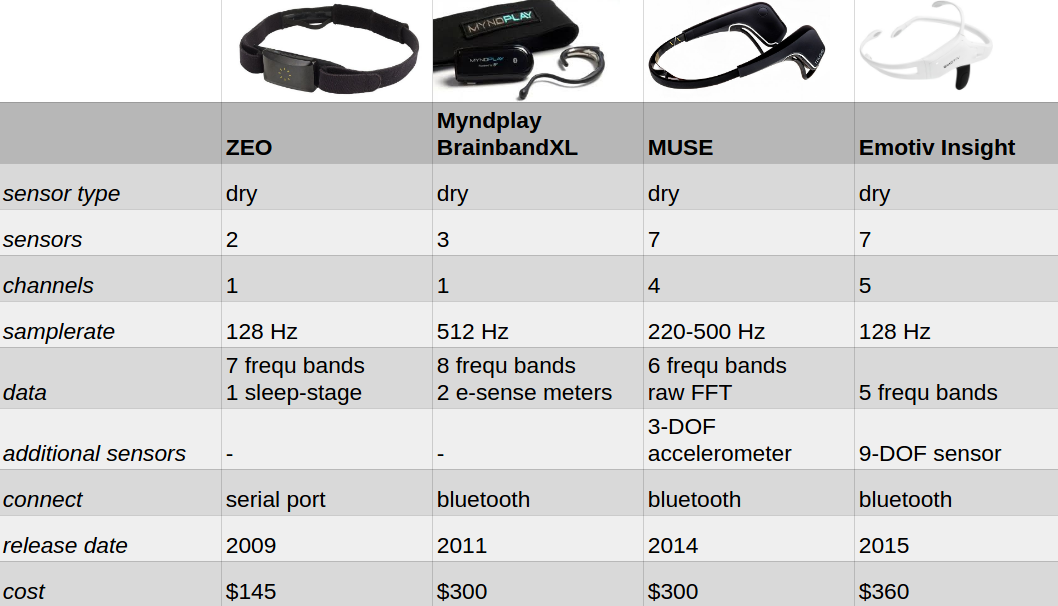 MYNDPLAY
MYNDPLAY
ZEO
Myndplay
BrainbandXL
MUSE
Emotiv Insight
sensor type
dry
dry
dry
dry
sensors
2
3
7
7
channels
1
1
4
5
samplerate
128 Hz
512 Hz
220-500 Hz
128 Hz
data
7 frequ bands
1 sleep-stage
8 frequ bands
2 e-sense meters
6 frequ bands
raw FFT
5 frequ bands
additional sensors
-
-
3-DOF
accelerometer
9-DOF sensor
connect
serial port
bluetooth
bluetooth
bluetooth
release date
2009
2011
2014
2015
cost
$145
$300
$300
$360